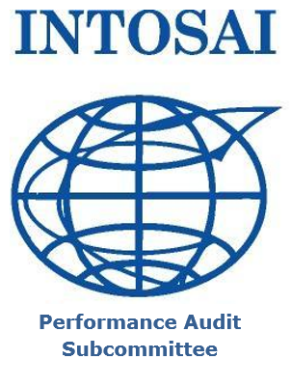 INTOSAI
Performance Audit
Subcommittee